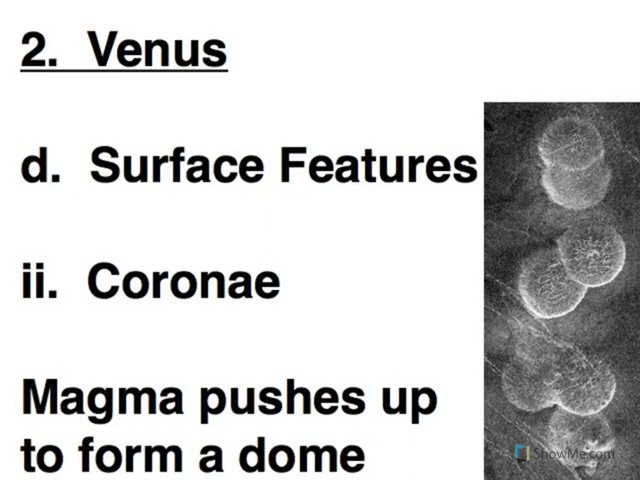 2. Venus
d. Surface Features
ii. Coronae
Magma pushes up
to form a dome
ShowMe.com